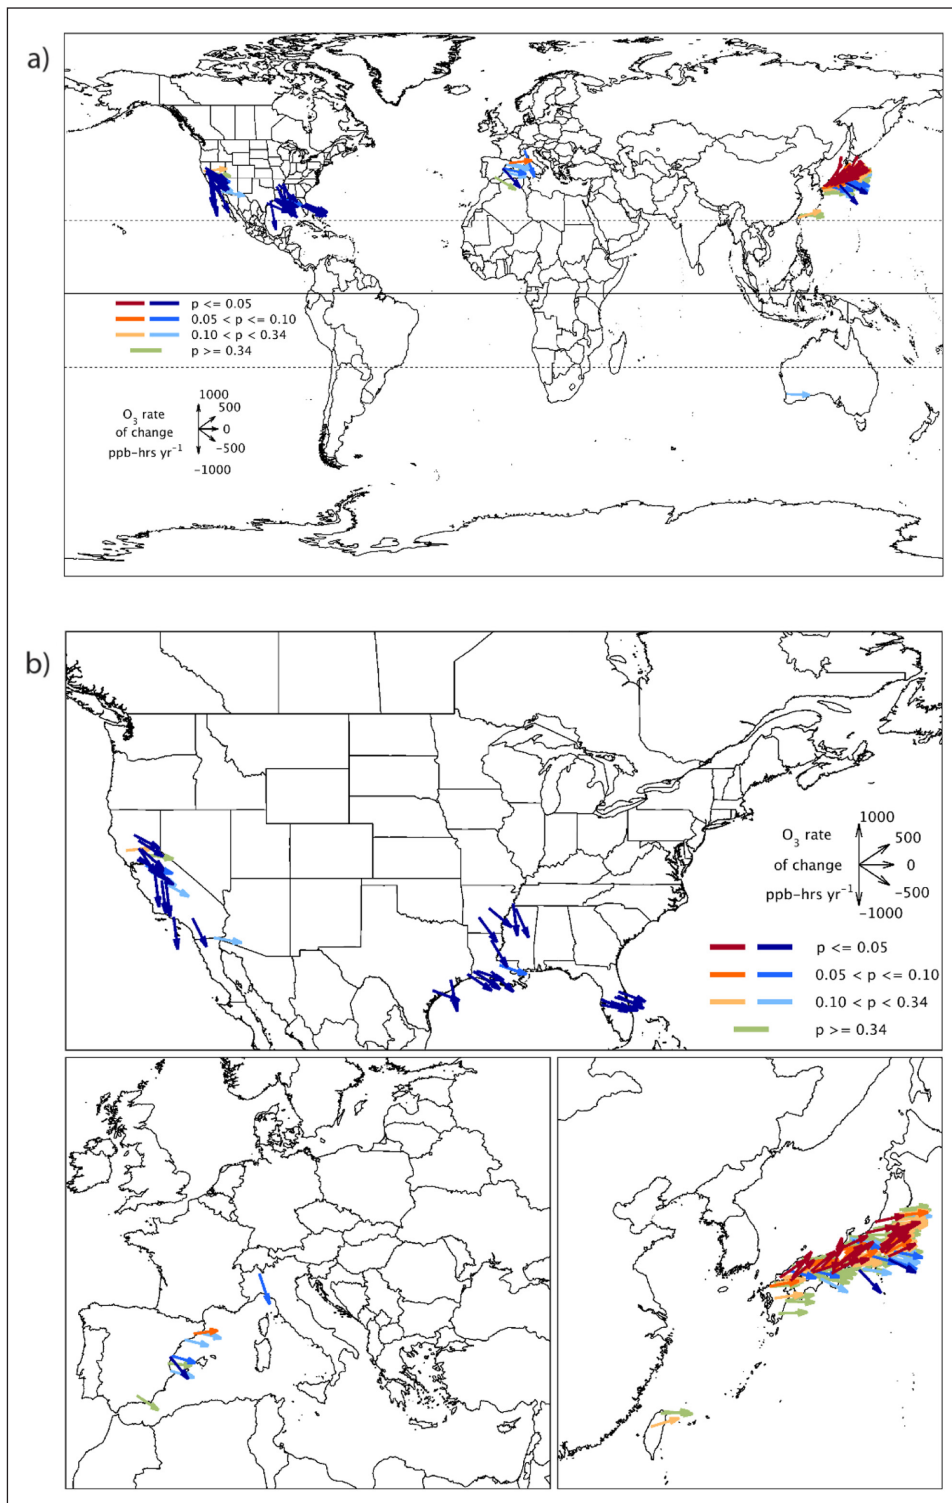 a)
p <= 0.05
0.05 < p <= 0.10
0.10 < p < 0.34
p >= 0.34
1000
O3 rate 500
of change 0
ppb-hrs yr-1 -500
-1000
b)
1000
O3 rate 500
of change 0
ppb-hrs yr-1 -500
-1000
p <= 0.05
0.05 < p <= 0.10
0.10 < p < 0.34
p >= 0.34